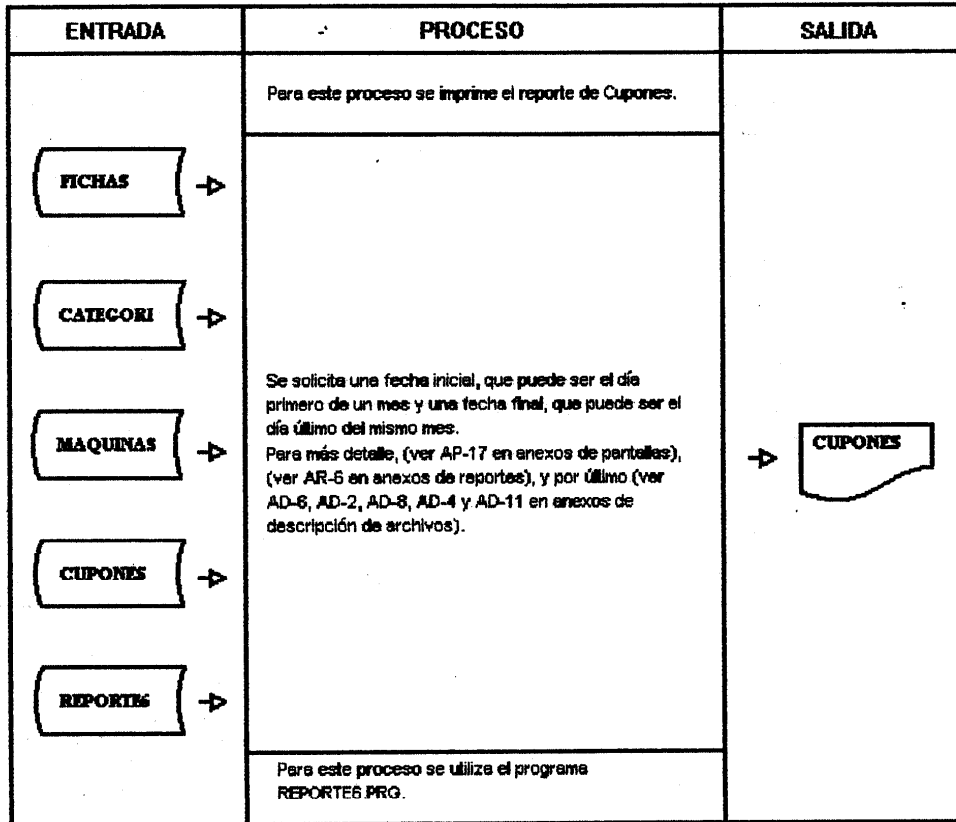 ENTRADA
PROCESO
SALIDA
Para este proceso se imprime el reporte de Cupones.
FICHAS
CATEGORI
MAQUINAS
CUPONES
REPORTE6
Se solicita una fecha inicial, que puede ser el día
primero de un mes y una fecha final, que puede ser el
día último del mismo mes.
Para más detalle, (ver AP-17 en anexos de pantallas),
(ver AR-6 en anexos de reportes), y por último (ver
AD-6, AD-2, AD-8, AD-4 y AD-11 en anexos de
descripción de archivos).
CUPONES
Para este proceso se utiliza el programa
REPORTE6.PRG.